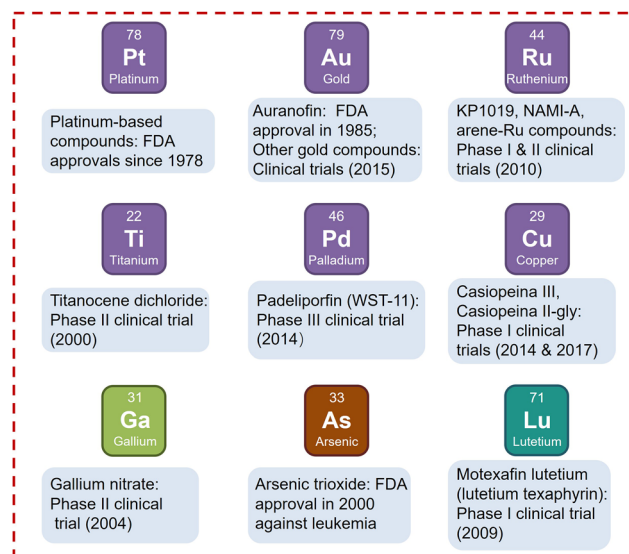 78
Pt
Platinum
Platinum-based
compounds: FDA
approvals since 1978
79
Au
Gold
Auranofin: FDA
approval in 1985;
Other gold compounds:
Clinical trials (2015)
44
Ru
Ruthenium
KP1019, NAMI-A,
arene-Ru compounds:
Phase I & II clinical
trials (2010)
22
Ti
Titanium
Titanocene dichloride:
Phase II clinical trial
(2000)
46
Pd
Palladium
Padeliporfin (WST-11):
Phase III clinical trial
(2014)
29
Cu
Copper
Casiopeina III,
Casiopeina II-gly:
Phase I clinical
trials (2014 & 2017)
31
Ga
Gallium
Gallium nitrate:
Phase II clinical
trial (2004)
33
As
Arsenic
Arsenic trioxide: FDA
approval in 2000
against leukemia
71
Lu
Lutetium
Motexafin lutetium
(lutetium texaphyrin):
Phase I clinical trial
(2009)